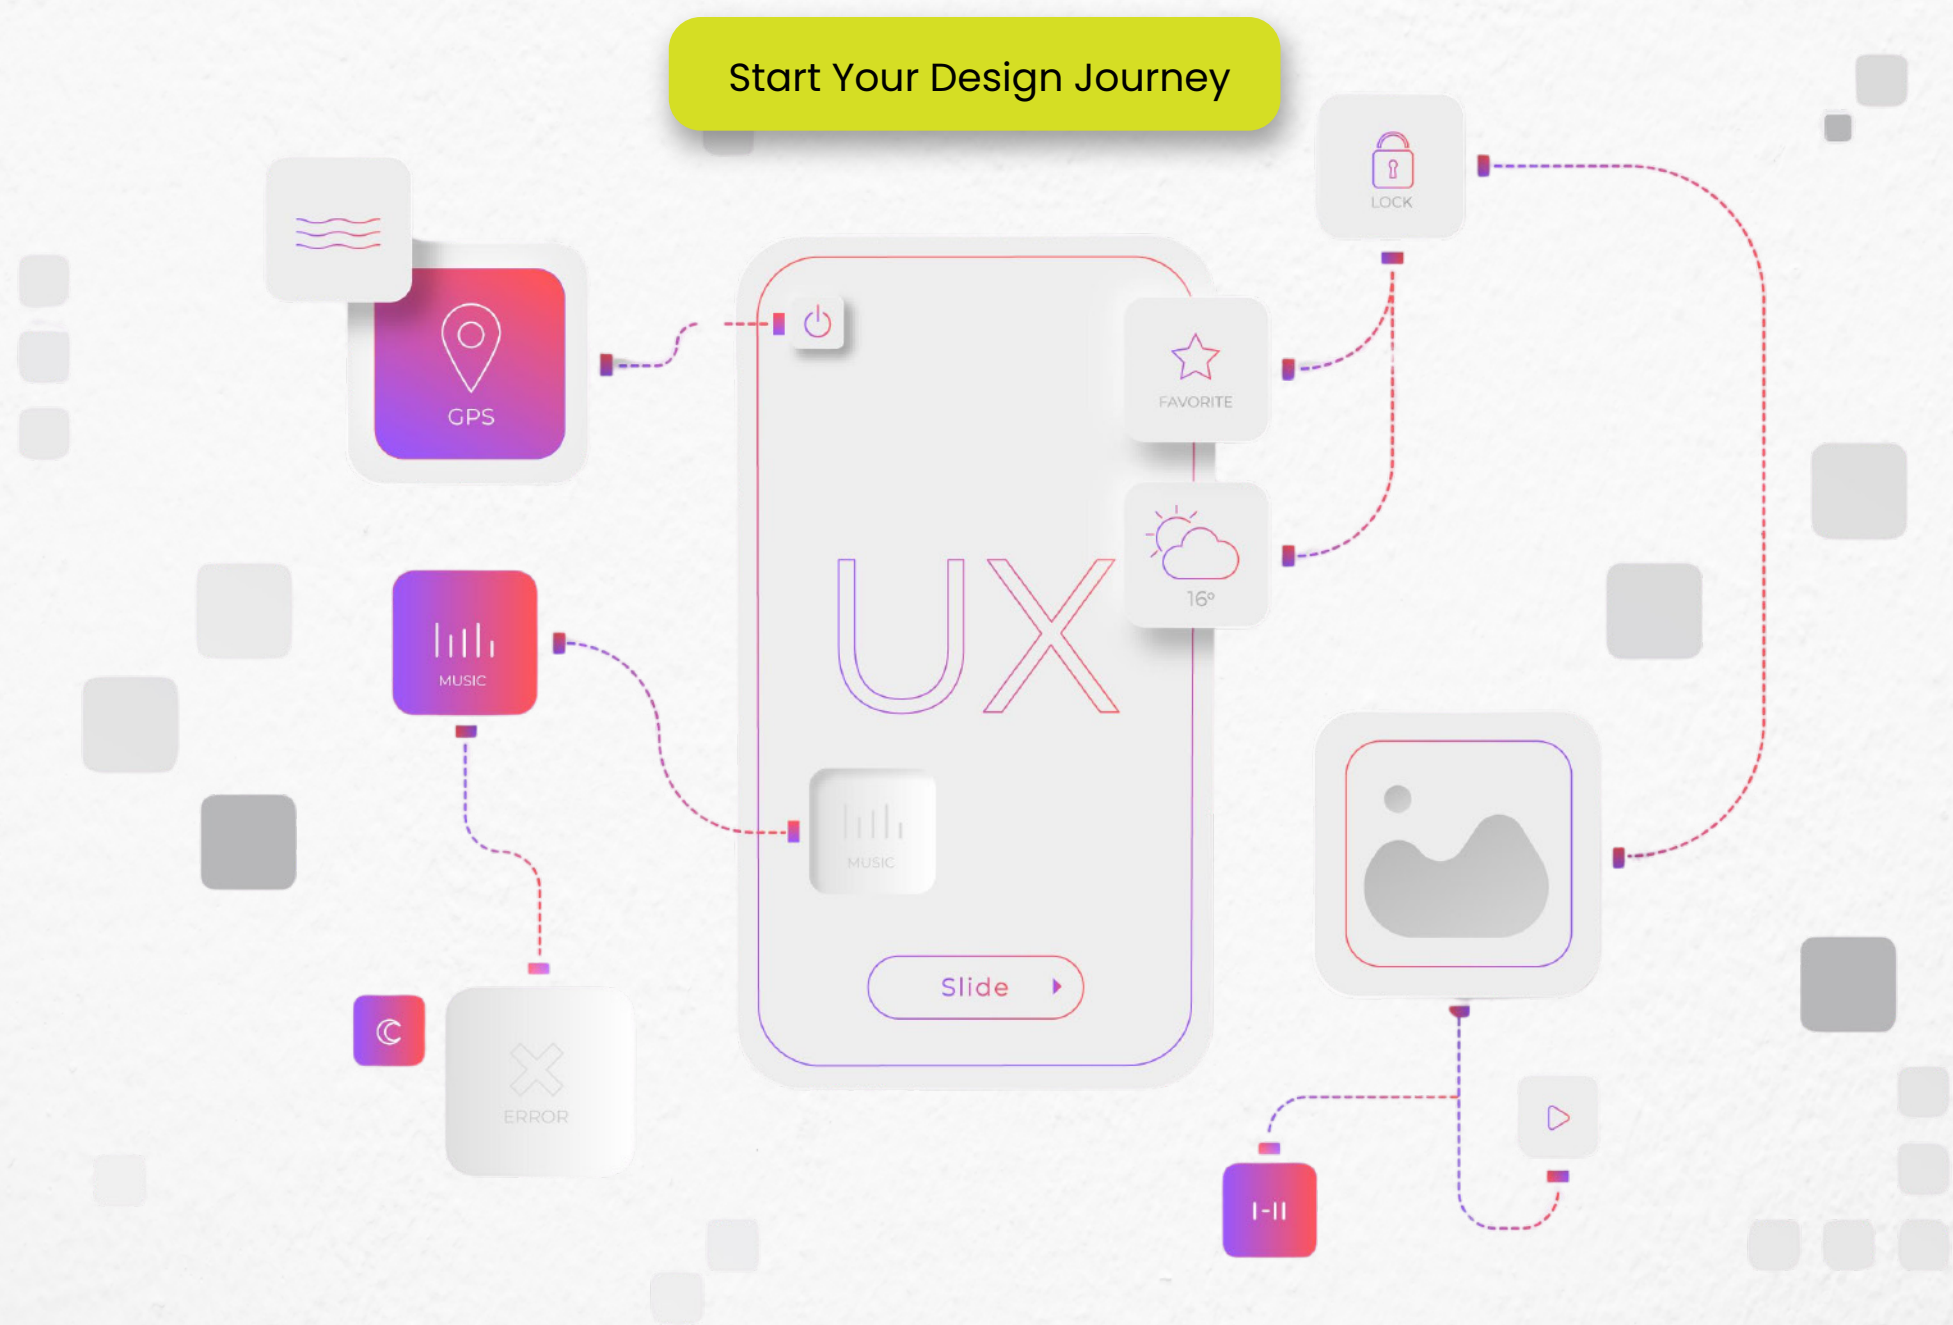 Start Your Design Journey
LOCK
FAVORITE
GPS
16°
UX
MUSIC
MUSIC
Slide
ERROR
I-II